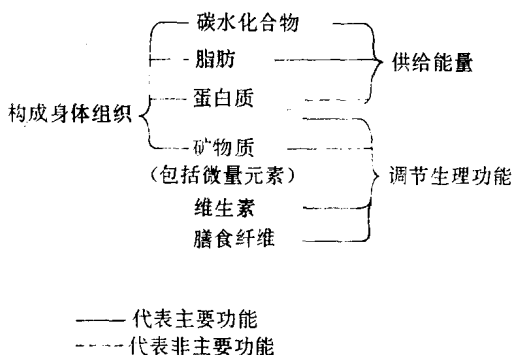 碳水化合物
脂肪
供给能量
蛋白质
构成身体组织
矿物质
(包括微量元素)
调节生理功能
维生素
膳食纤维
代表主要功能
代表非主要功能